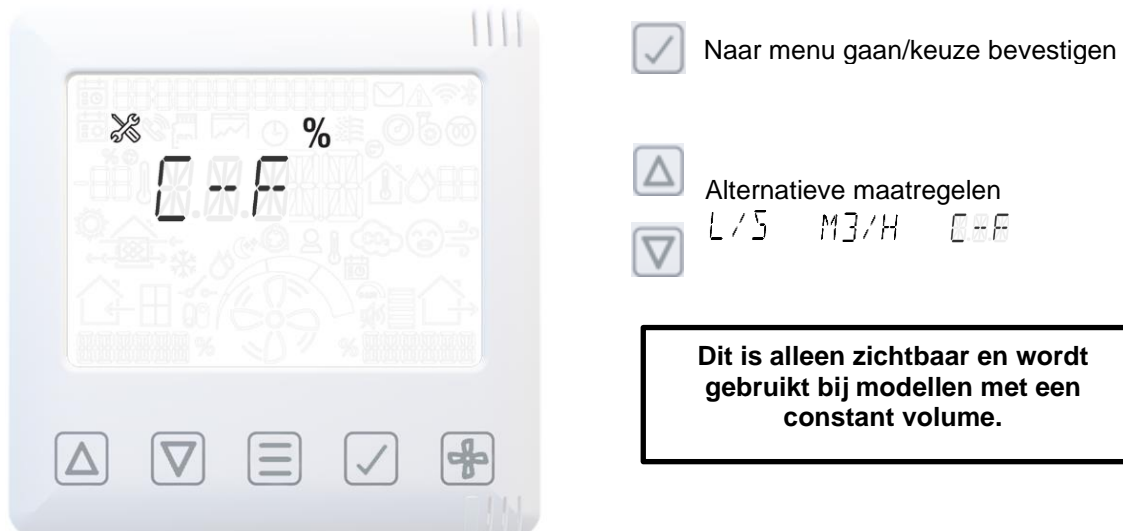 %
C-F
Naar menu gaan/keuze bevestigen
Alternatieve maatregelen
L/S M3/H C-F
Dit is alleen zichtbaar en wordt
gebruikt bij modellen met een
constant volume.